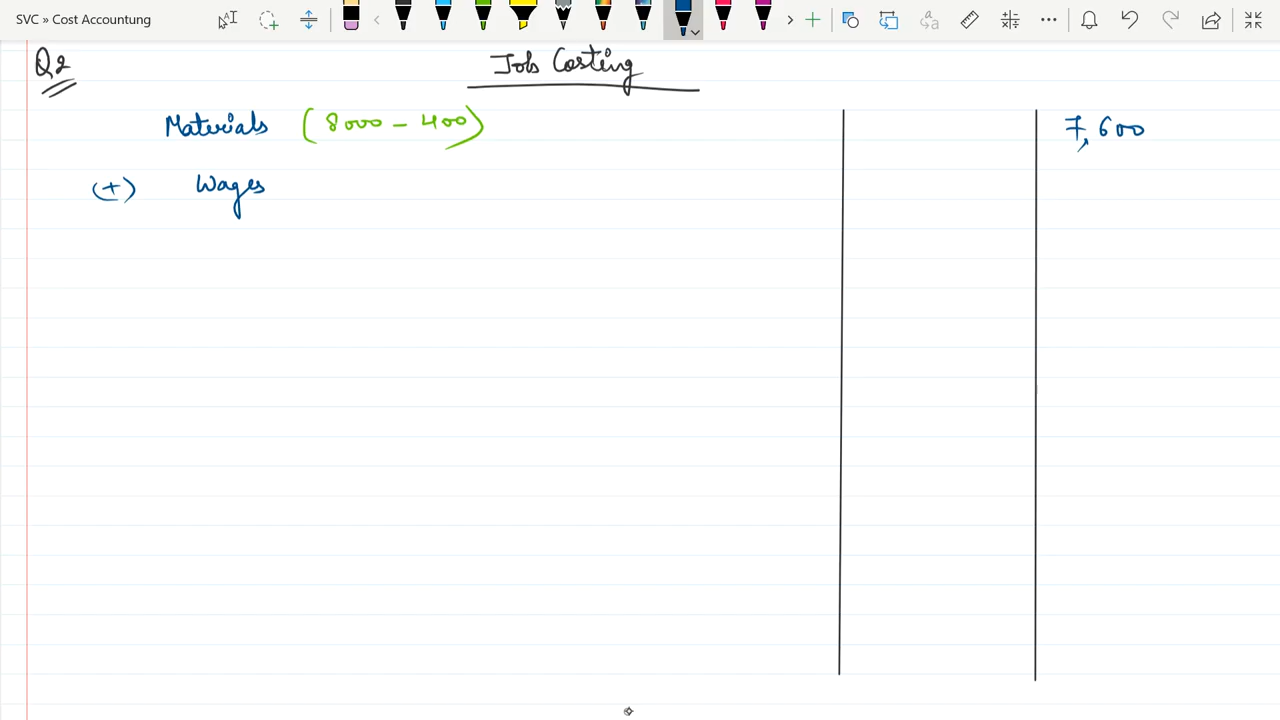 SVC » Cost Accountung
Q2
Job Costing
Materials (8000 - 400) 7,600
(+) Wages